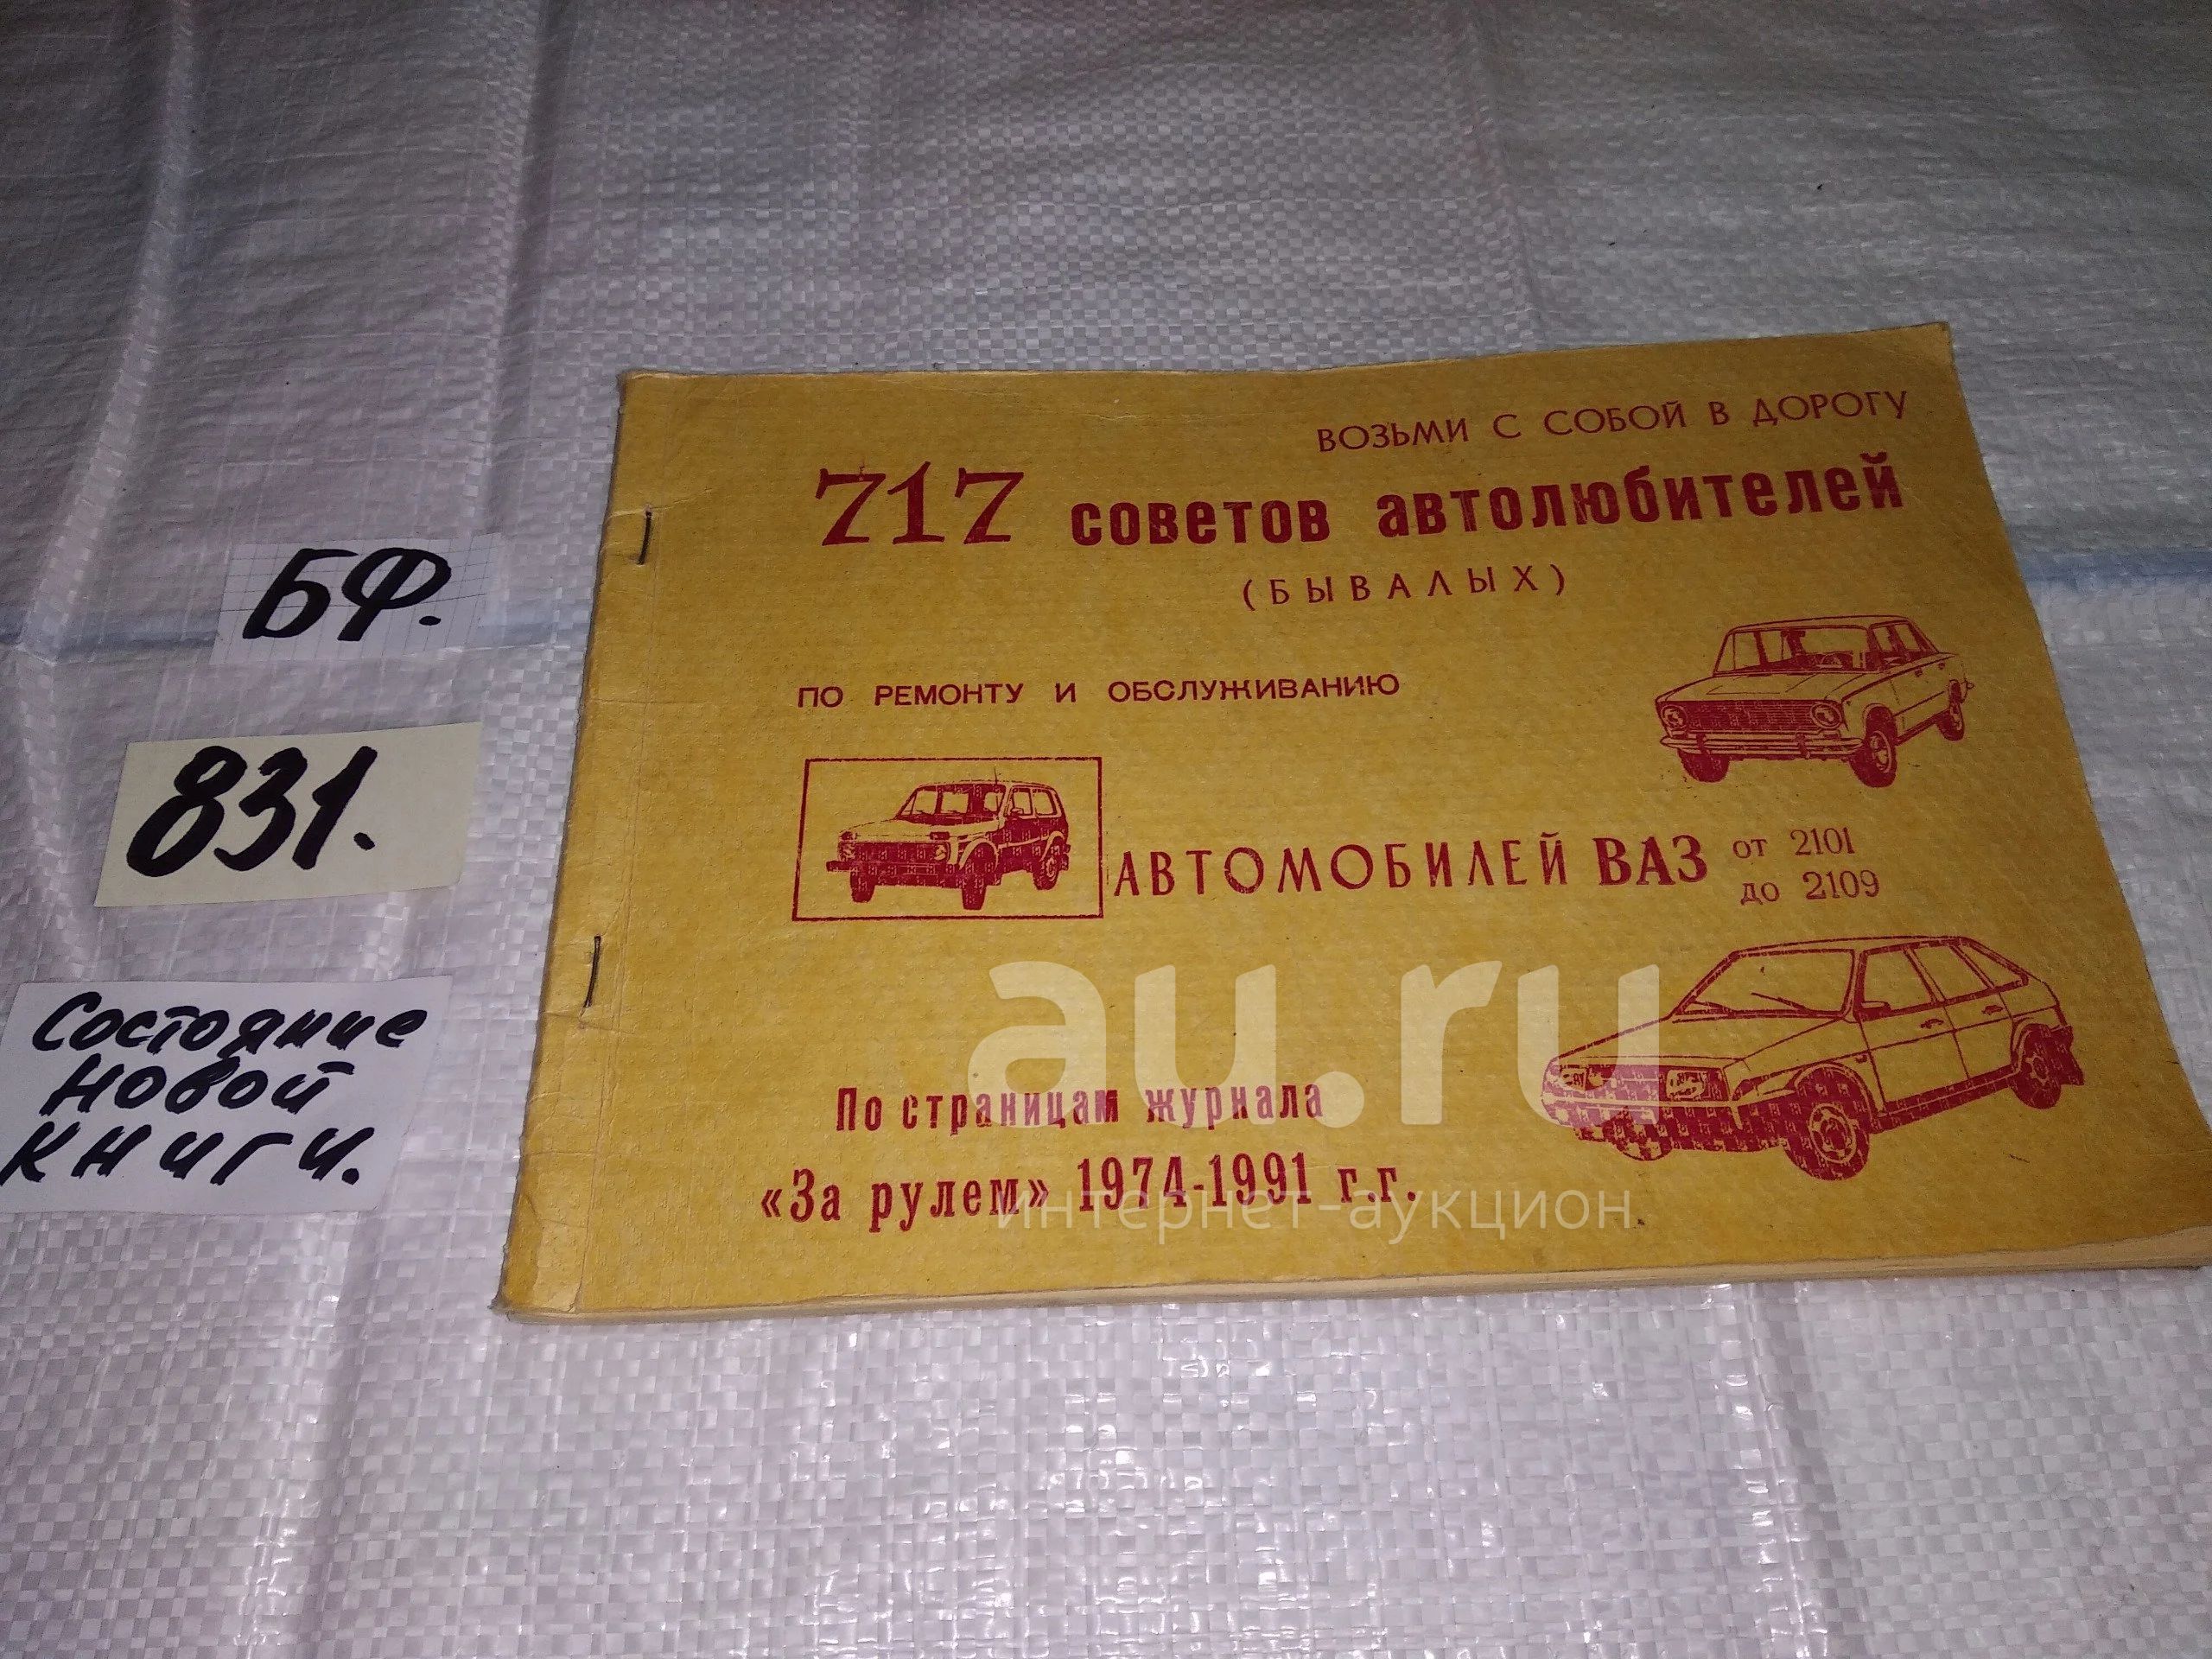 ВОЗЬМИ С СОБОЙ В ДОРОГУ
717 советов автолюбителей
(БЫВАЛЫХ)
ПО РЕМОНТУ И ОБСЛУЖИВАНИЮ
АВТОМОБИЛЕЙ ВАЗ от 2101
до 2109
По страницам журнала
«За рулем» 1974-1991 г.г.
БФ.
831.
Состояние
новой
книги.
au.ru
интернет-аукцион